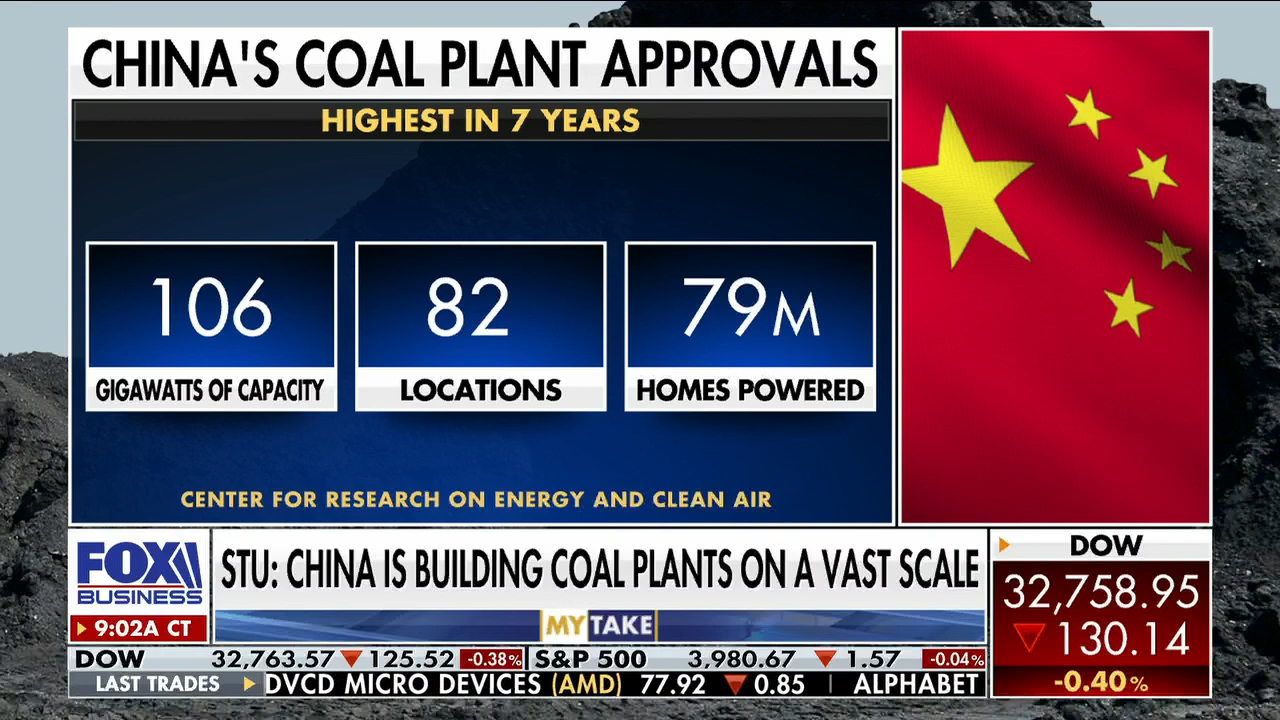 CHINA'S COAL PLANT APPROVALS
HIGHEST IN 7 YEARS
106
GIGAWATTS OF CAPACITY
82
LOCATIONS
79M
HOMES POWERED
CENTER FOR RESEARCH ON ENERGY AND CLEAN AIR
FOX
BUSINESS
9:02A CT
STU: CHINA IS BUILDING COAL PLANTS ON A VAST SCALE
MY TAKE
DOW
32,758.95
130.14
-0.40%
DOW 32,763.57 125.52 -0.38% S&P 500 3,980.67 1.57 -0.04%
LAST TRADES DVCD MICRO DEVICES (AMD) 77.92 0.85 ALPHABET